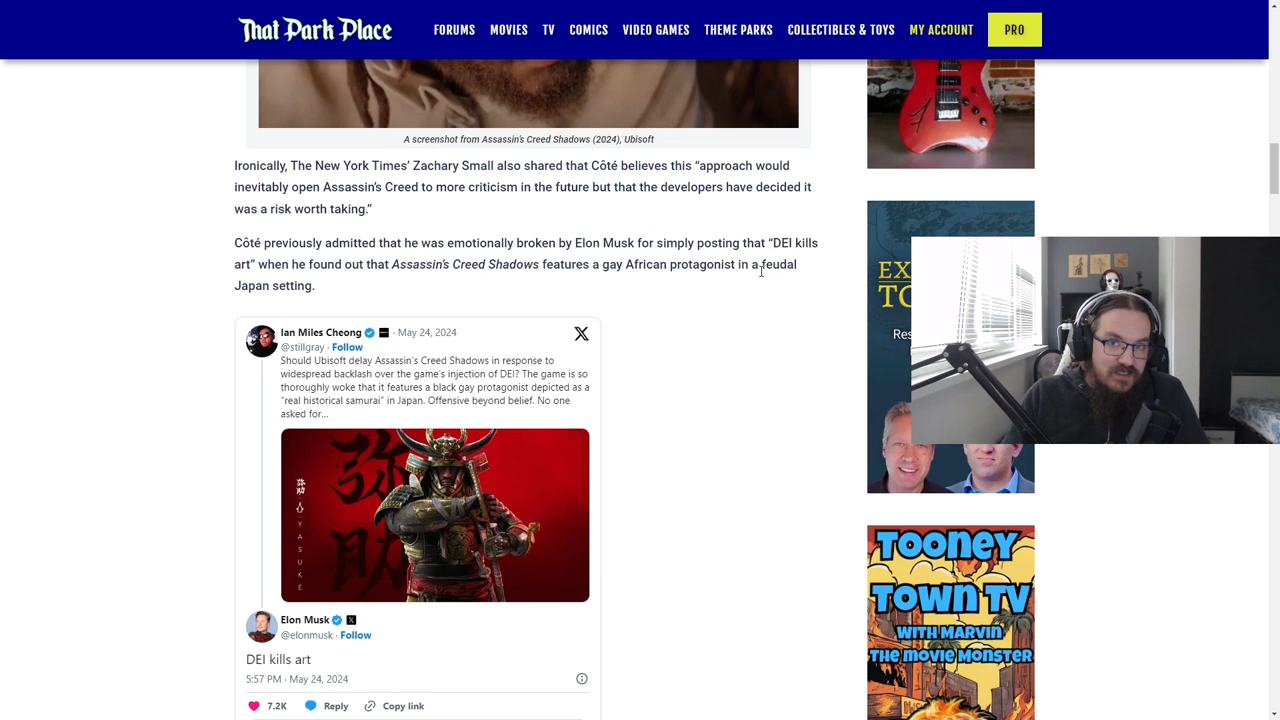 That Park Place
FORUMS MOVIES TV COMICS VIDEO GAMES THEME PARKS COLLECTIBLES & TOYS MY ACCOUNT PRO
A screenshot from Assassin's Creed Shadows (2024), Ubisoft
Ironically, The New York Times' Zachary Small also shared that Côté believes this “approach would
inevitably open Assassin's Creed to more criticism in the future but that the developers have decided it
was a risk worth taking.”
Côté previously admitted that he was emotionally broken by Elon Musk for simply posting that “DEI kills
art” when he found out that Assassin's Creed Shadows features a gay African protagonist in a feudal
Japan setting.
Ian Miles Cheong · May 24, 2024
@stillgray · Follow
Should Ubisoft delay Assassin's Creed Shadows in response to
widespread backlash over the game's injection of DEI? The game is so
thoroughly woke that it features a black gay protagonist depicted as a
“real historical samurai” in Japan. Offensive beyond belief. No one
asked for...
弥助
弥助
YASUKE
Elon Musk
@elonmusk · Follow
DEI kills art
5:57 PM · May 24, 2024
7.2K Reply Copy link
EX
TO
Res
TOONEY
TOWN TV
WITH MARVIN
THE MOVIE MONSTER